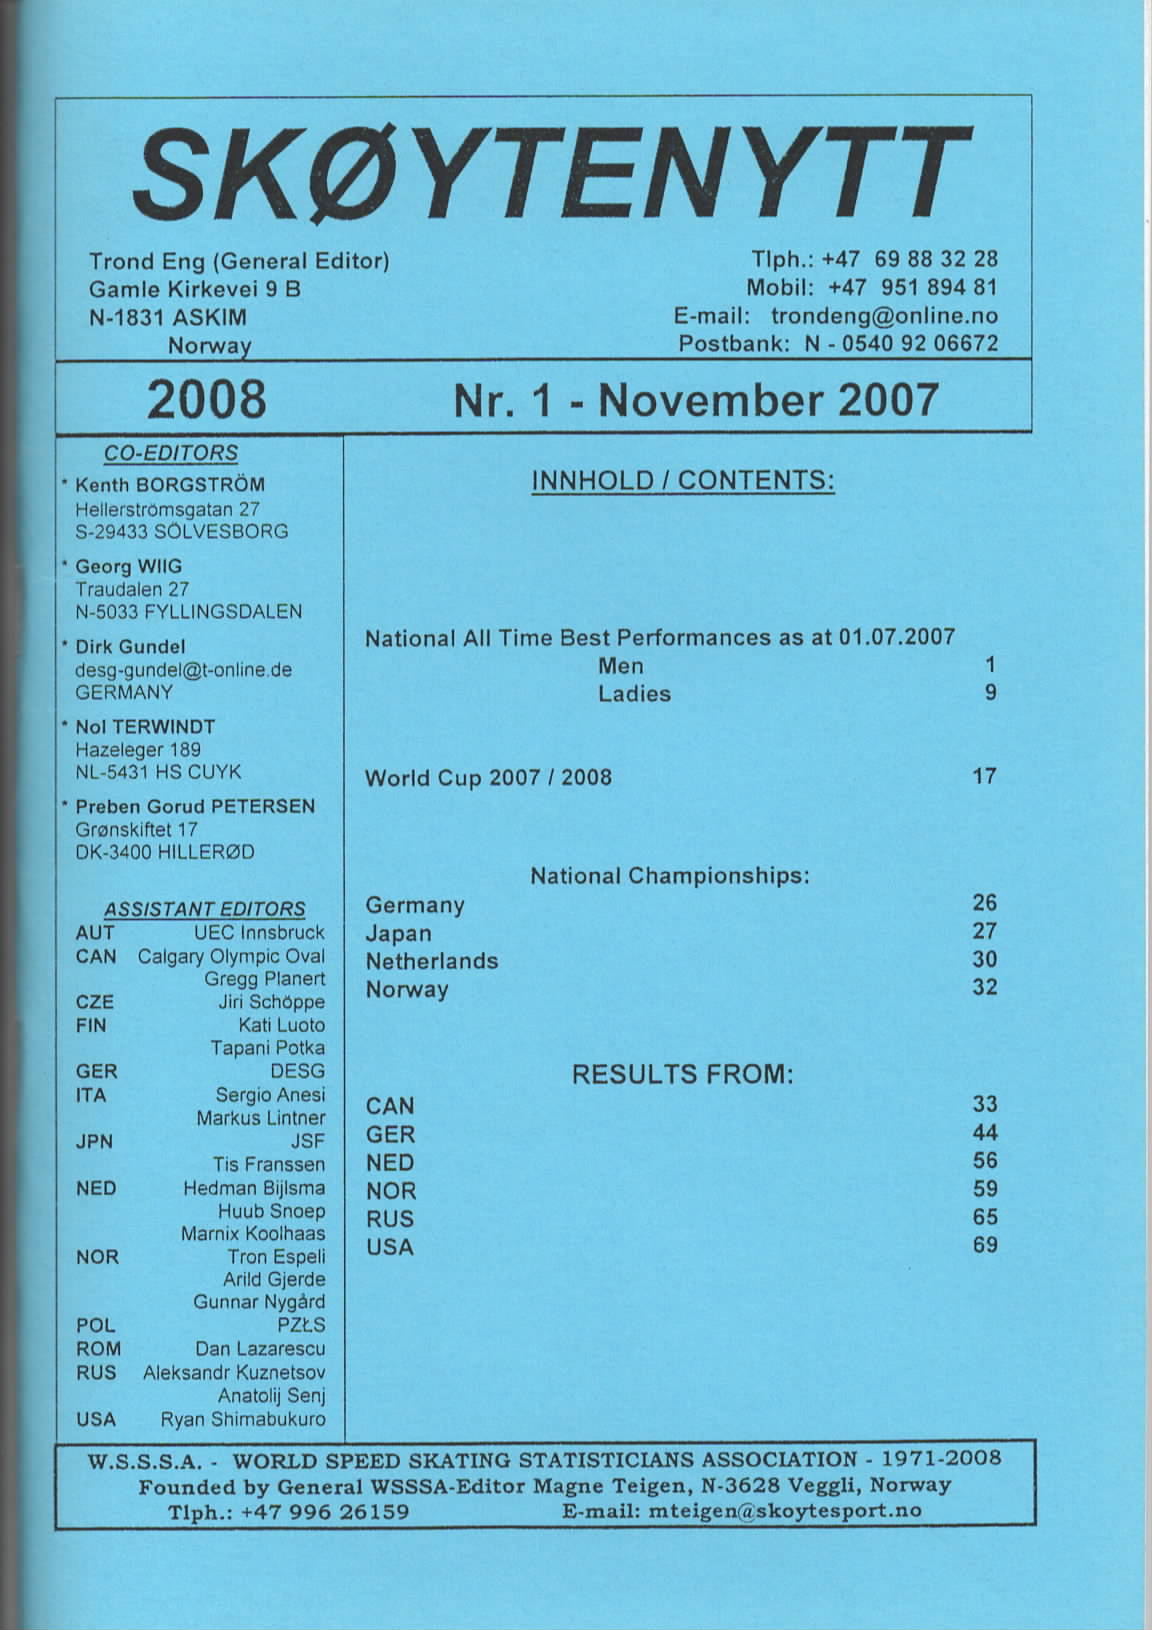 SKØYTENYTT
Trond Eng (General Editor)
Gamle Kirkevei 9 B
N-1831 ASKIM
Norway
Tlph.: +47 69 88 32 28
Mobil: +47 951 894 81
E-mail: trondeng@online.no
Postbank: N - 0540 92 06672
2008 Nr. 1 - November 2007
CO-EDITORS
* Kenth BORGSTRÖM
Hellerströmsgatan 27
S-29433 SÖLVESBORG
* Georg WIIG
Traudalen 27
N-5033 FYLLINGSDALEN
* Dirk Gundel
desg-gundel@t-online.de
GERMANY
* Nol TERWINDT
Hazeleger 189
NL-5431 HS CUYK
* Preben Gorud PETERSEN
Grønskiftet 17
DK-3400 HILLERØD
ASSISTANT EDITORS
AUT UEC Innsbruck
CAN Calgary Olympic Oval
Gregg Planert
CZE Jiri Schöppe
FIN Kati Luoto
Tapani Potka
GER DESG
ITA Sergio Anesi
Markus Lintner
JPN JSF
Tis Franssen
NED Hedman Bijlsma
Huub Snoep
Marnix Koolhaas
NOR Tron Espeli
Arild Gjerde
Gunnar Nygård
POL PZŁS
ROM Dan Lazarescu
RUS Aleksandr Kuznetsov
Anatolij Senj
USA Ryan Shimabukuro
INNHOLD / CONTENTS:
National All Time Best Performances as at 01.07.2007
Men 1
Ladies 9
World Cup 2007 / 2008 17
National Championships:
Germany 26
Japan 27
Netherlands 30
Norway 32
RESULTS FROM:
CAN 33
GER 44
NED 56
NOR 59
RUS 65
USA 69
W.S.S.S.A. - WORLD SPEED SKATING STATISTICIANS ASSOCIATION - 1971-2008
Founded by General WSSSA-Editor Magne Teigen, N-3628 Veggli, Norway
Tlph.: +47 996 26159 E-mail: mteigen@skoytesport.no